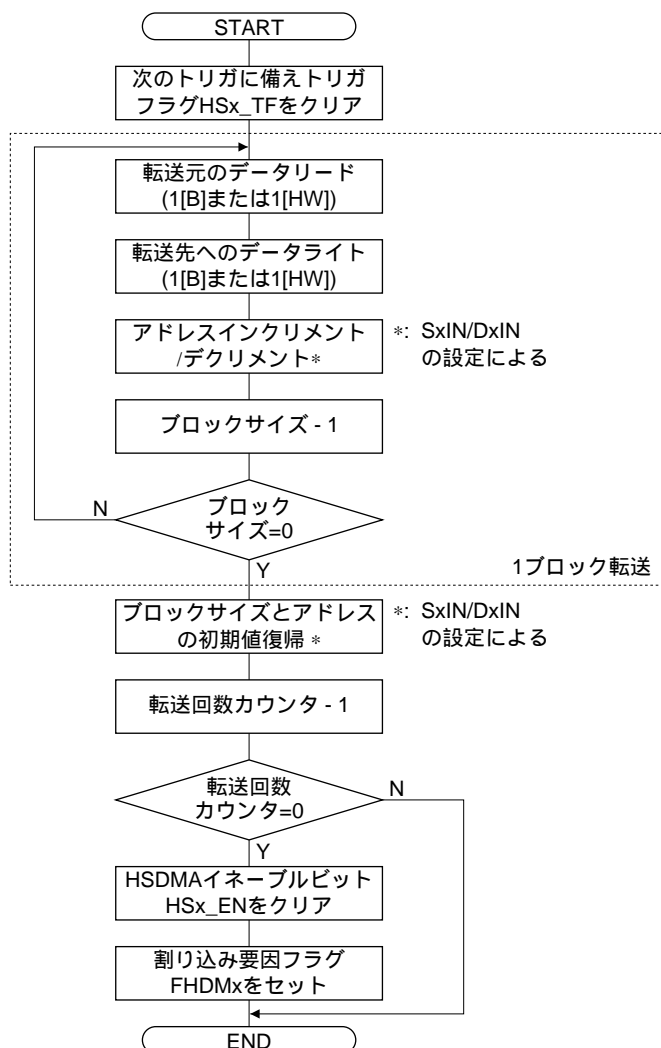 START
次のトリガに備えトリガ
フラグHSx_TFをクリア
転送元のデータリード
(1[B]または1[HW])
転送先へのデータライト
(1[B]または1[HW])
アドレスインクリメント
/デクリメント*
*: SxIN/DxIN
の設定による
ブロックサイズ - 1
ブロック
サイズ=0
N
Y
1ブロック転送
ブロックサイズとアドレス
の初期値復帰 *
*: SxIN/DxIN
の設定による
転送回数カウンタ - 1
転送回数
カウンタ=0
N
Y
HSDMAイネーブルビット
HSx_ENをクリア
割り込み要因フラグ
FHDMxをセット
END